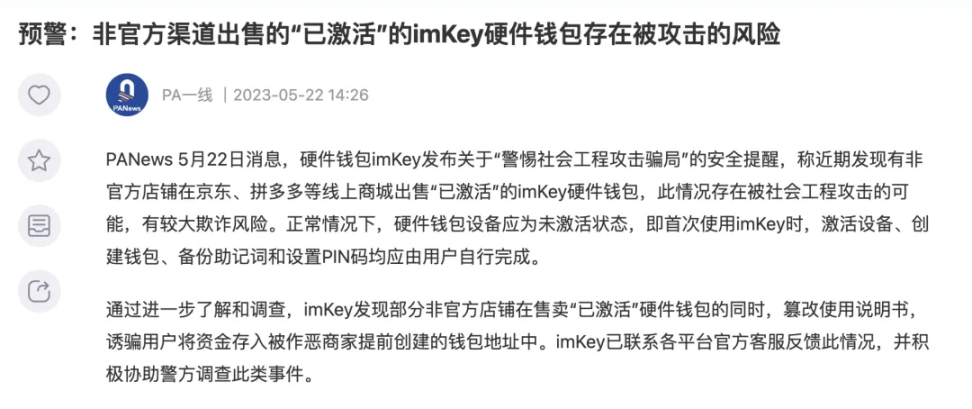 预警：非官方渠道出售的“已激活”的imKey硬件钱包存在被攻击的风险
PANews
PA一线 ｜2023-05-22 14:26
PANews 5月22日消息，硬件钱包imKey发布关于“警惕社会工程攻击骗局”的安全提醒，称近期发现有非
官方店铺在京东、拼多多等线上商城出售“已激活”的imKey硬件钱包，此情况存在被社会工程攻击的可
能，有较大欺诈风险。正常情况下，硬件钱包设备应为未激活状态，即首次使用imKey时，激活设备、创
建钱包、备份助记词和设置PIN码均应由用户自行完成。
通过进一步了解和调查，imKey发现部分非官方店铺在售卖“已激活”硬件钱包的同时，篡改使用说明书，
诱骗用户将资金存入被作恶商家提前创建的钱包地址中。imKey已联系各平台官方客服反馈此情况，并积
极协助警方调查此类事件。